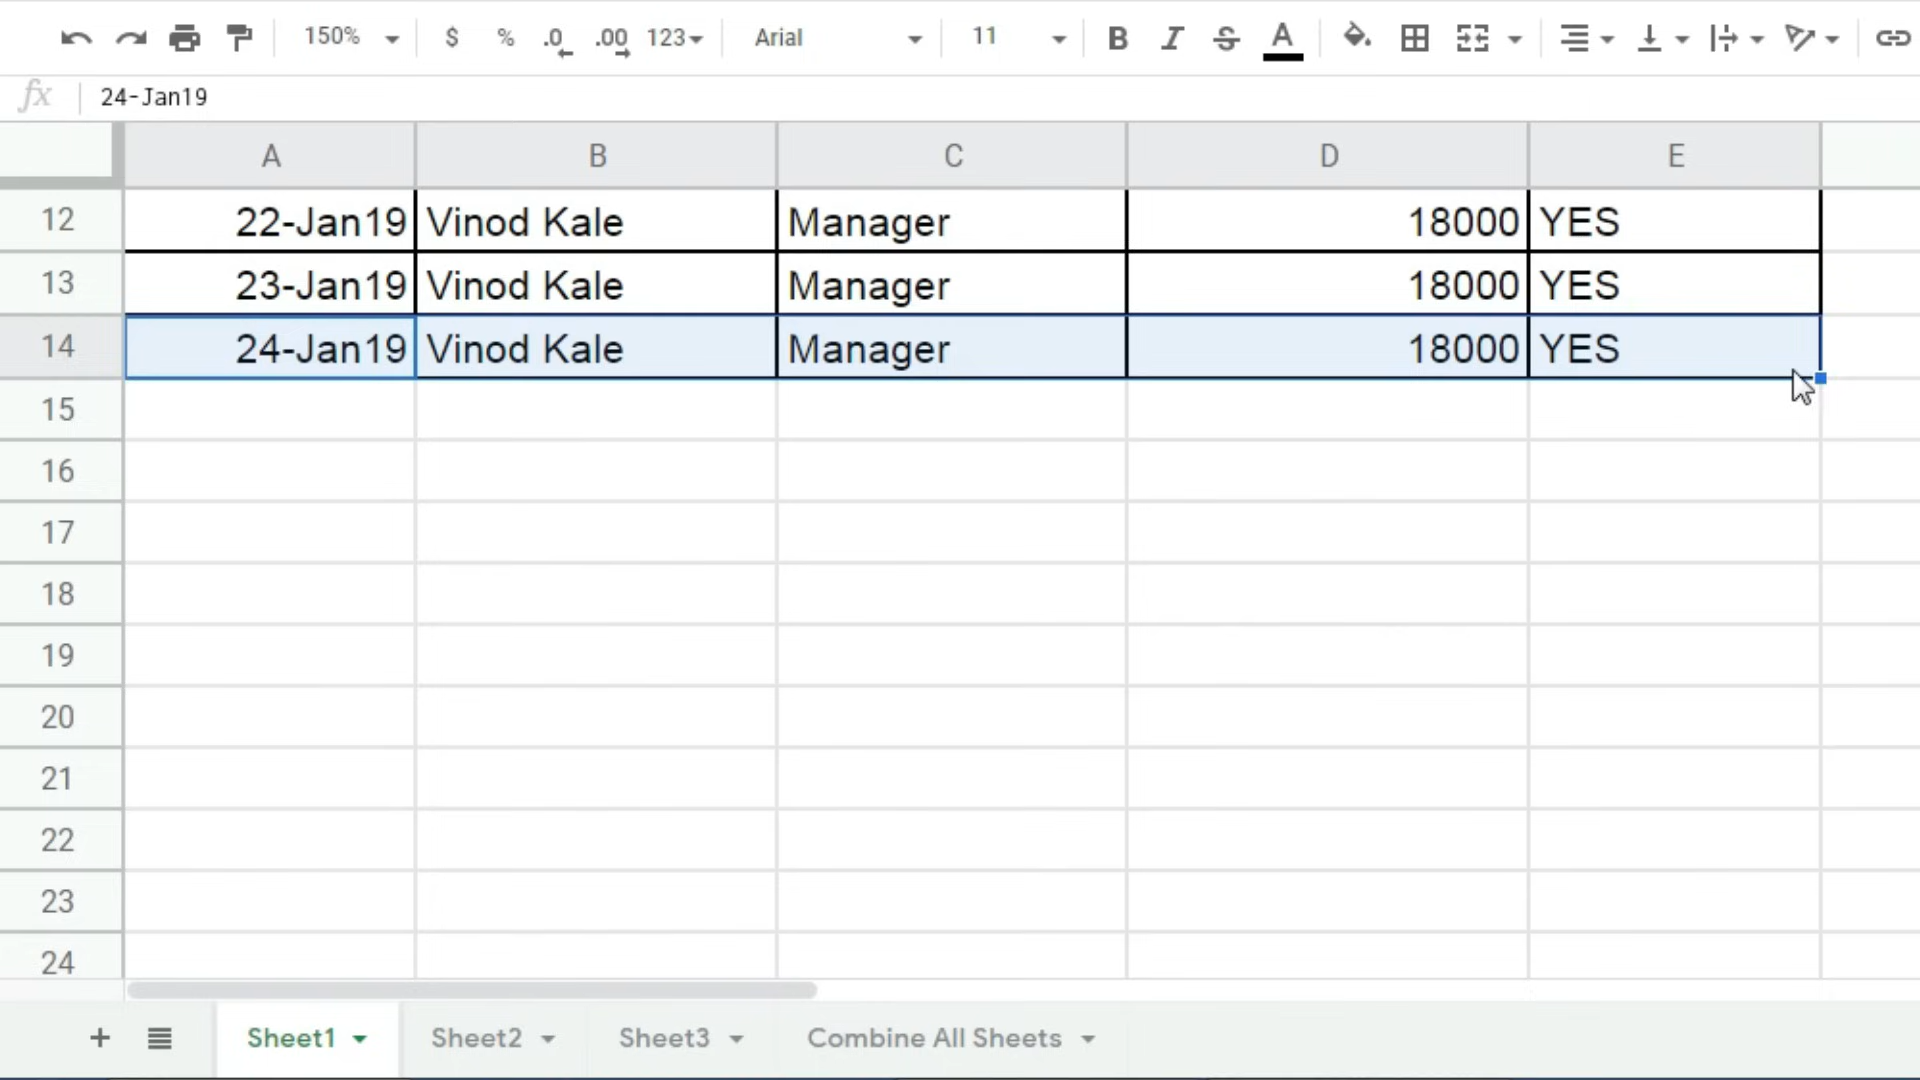 150% $ % .0 .00 123 Arial 11 B I S A
fx 24-Jan19
A B C D E
12 22-Jan19 Vinod Kale Manager 18000 YES
13 23-Jan19 Vinod Kale Manager 18000 YES
14 24-Jan19 Vinod Kale Manager 18000 YES
15
16
17
18
19
20
21
22
23
24
+ Sheet1 Sheet2 Sheet3 Combine All Sheets